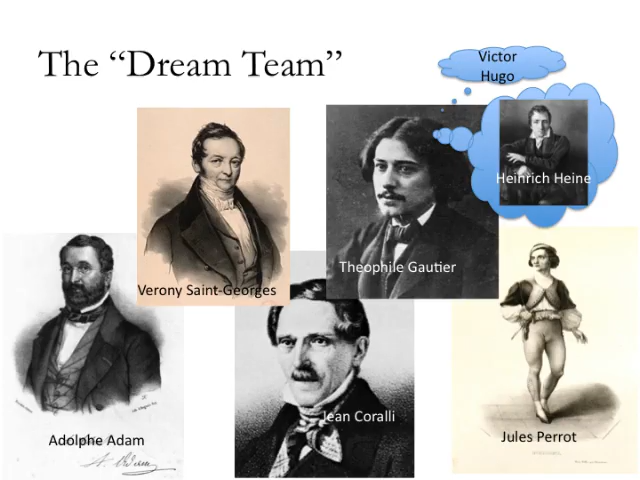 The “Dream Team”
Victor
Hugo
Heinrich Heine
Theophile Gautier
Verony Saint-Georges
Jean Coralli
Adolphe Adam
Jules Perrot